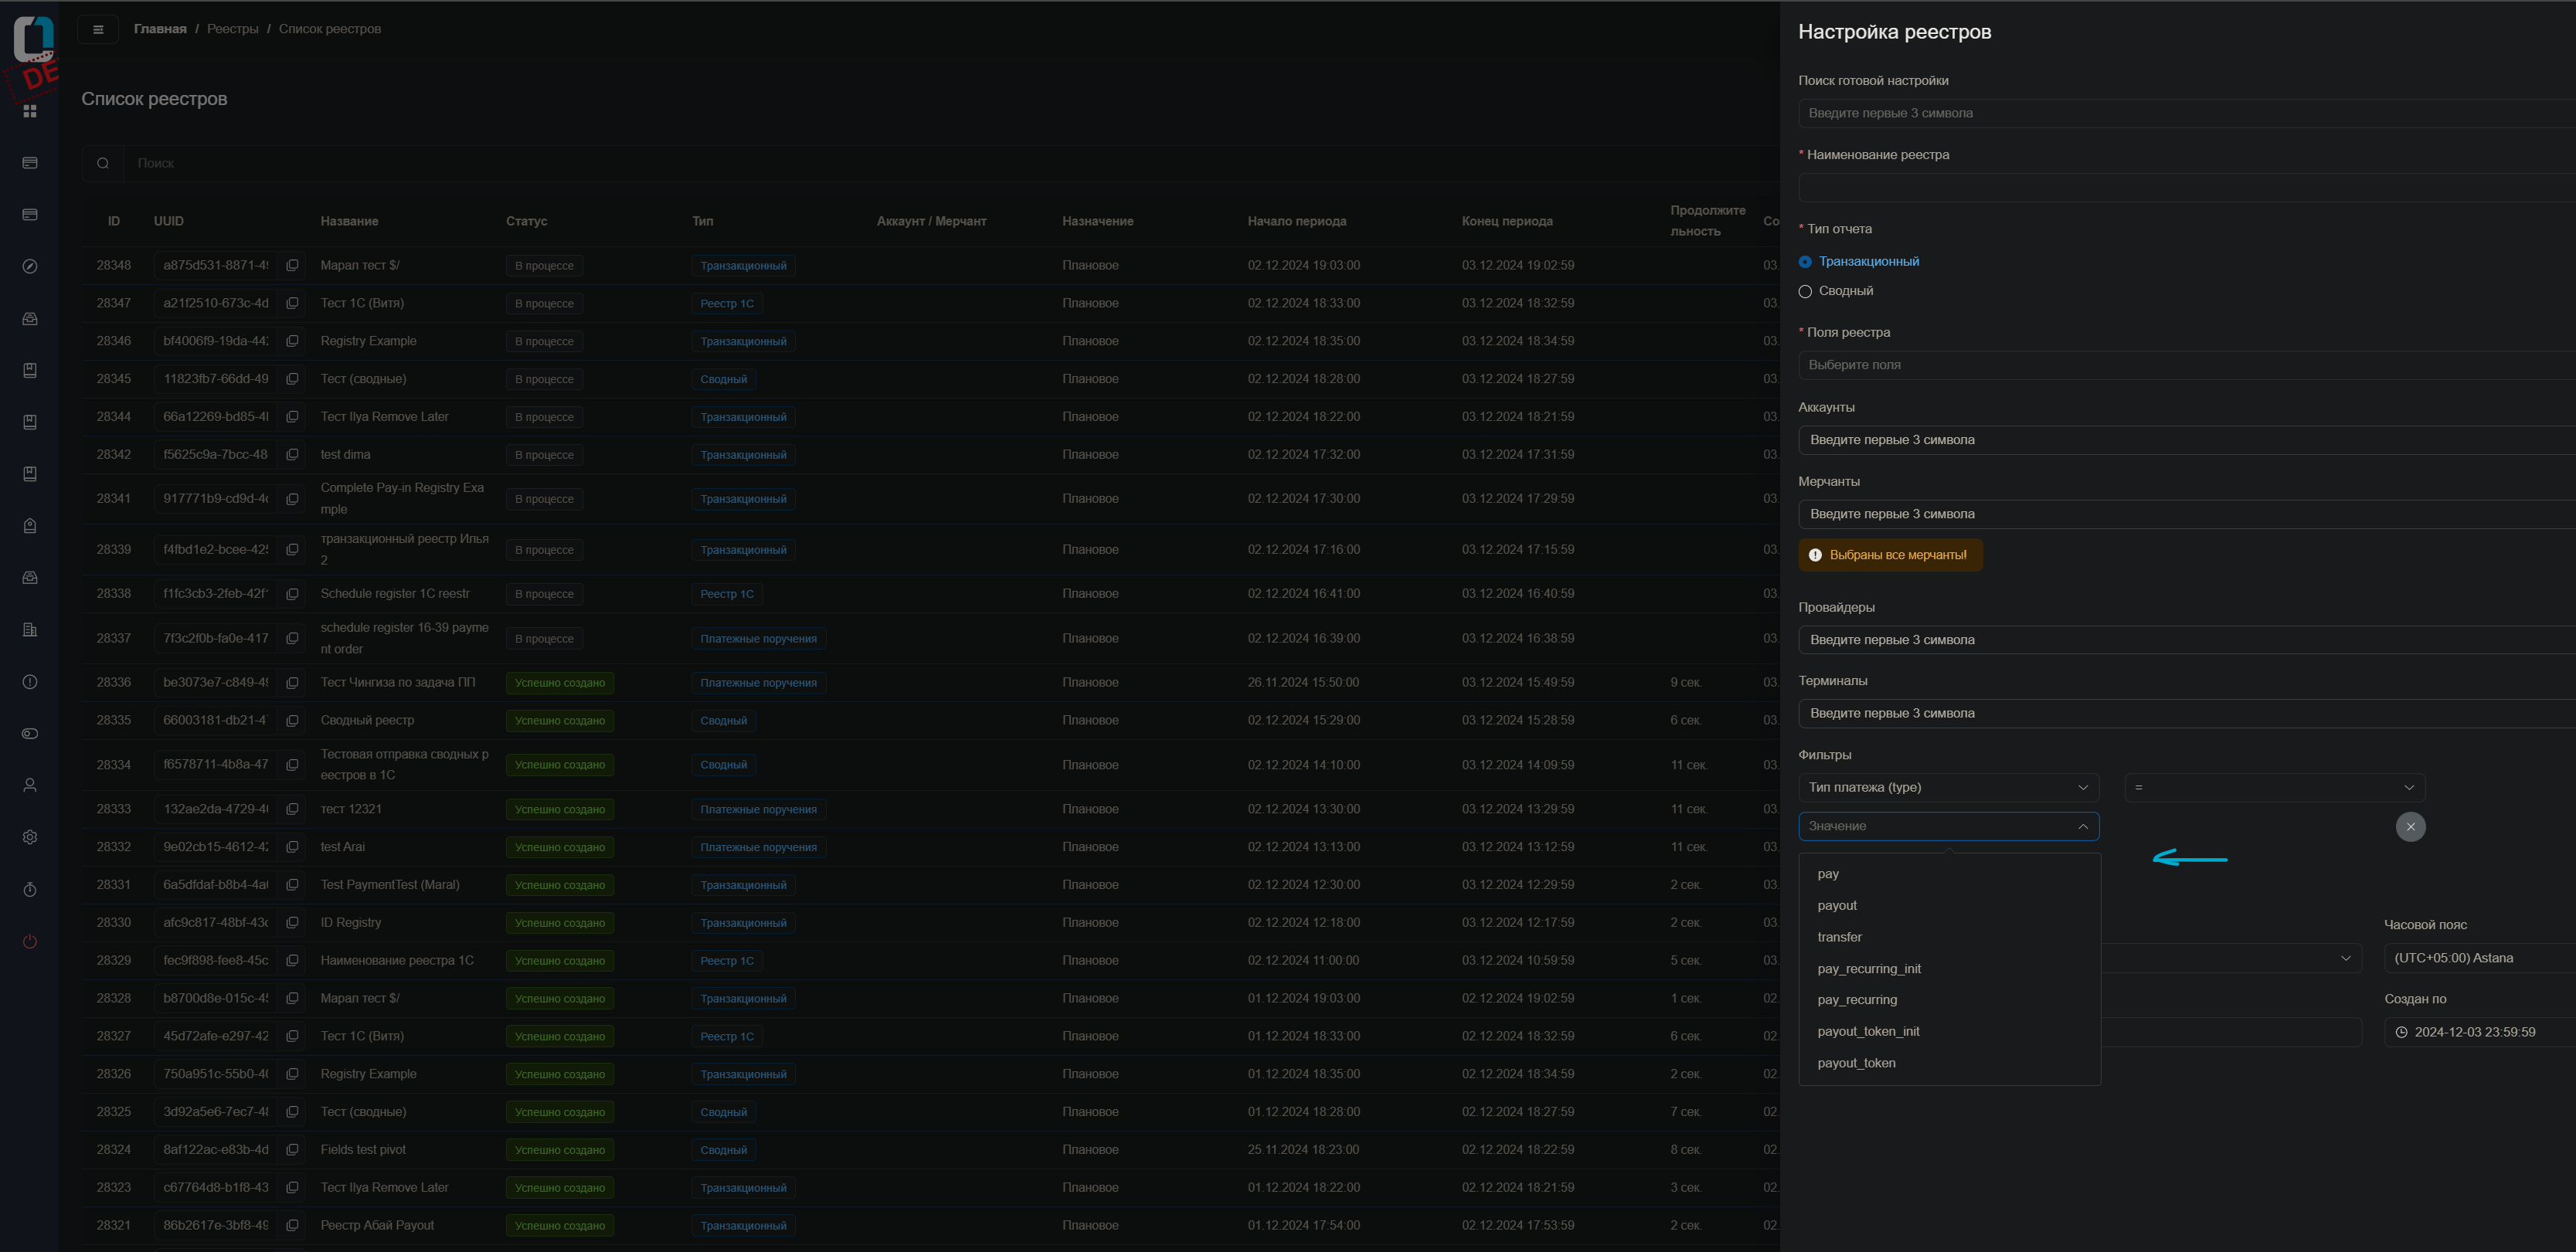 DE
Главная / Реестры / Список реестров
Список реестров
Поиск
ID UUID Название Статус Тип Аккаунт / Мерчант Назначение Начало периода Конец периода Продолжите
льность Со
28348 a875d531-8871-4 Марал тест $/ В процессе Транзакционный Плановое 02.12.2024 19:03:00 03.12.2024 19:02:59 03.
28347 a21f2510-673c-4d Тест 1С (Витя) В процессе Реестр 1С Плановое 02.12.2024 18:33:00 03.12.2024 18:32:59 03.
28346 bf4006f9-19da-44 Registry Example В процессе Транзакционный Плановое 02.12.2024 18:35:00 03.12.2024 18:34:59 03.
28345 11823fb7-66dd-49 Тест (сводные) В процессе Сводный Плановое 02.12.2024 18:28:00 03.12.2024 18:27:59 03.
28344 66a12269-bd85-4 Тест Ilya Remove Later В процессе Транзакционный Плановое 02.12.2024 18:22:00 03.12.2024 18:21:59 03.
28342 f5625c9a-7bcc-48 test dima В процессе Транзакционный Плановое 02.12.2024 17:32:00 03.12.2024 17:31:59 03.
28341 917771b9-cd9d-4 Complete Pay-in Registry Exa
mple В процессе Транзакционный Плановое 02.12.2024 17:30:00 03.12.2024 17:29:59 03.
28339 f4fbd1e2-bcee-42 транзакционный реестр Илья
2 В процессе Транзакционный Плановое 02.12.2024 17:16:00 03.12.2024 17:15:59 03.
28338 f1fc3cb3-2feb-42f Schedule register 1C reestr В процессе Реестр 1С Плановое 02.12.2024 16:41:00 03.12.2024 16:40:59 03.
28337 7f3c2f0b-fa0e-417 schedule register 16-39 payme
nt order В процессе Платежные поручения Плановое 02.12.2024 16:39:00 03.12.2024 16:38:59 03.
28336 be3073e7-c849-4 Тест Чингиза по задача ПП Успешно создано Платежные поручения Плановое 26.11.2024 15:50:00 03.12.2024 15:49:59 9 сек. 03.
28335 66003181-db21-4 Сводный реестр Успешно создано Сводный Плановое 02.12.2024 15:29:00 03.12.2024 15:28:59 6 сек. 03.
28334 f6578711-4b8a-47 Тестовая отправка сводных р
еестров в 1С Успешно создано Сводный Плановое 02.12.2024 14:10:00 03.12.2024 14:09:59 11 сек. 03.
28333 132ae2da-4729-4 тест 12321 Успешно создано Платежные поручения Плановое 02.12.2024 13:30:00 03.12.2024 13:29:59 11 сек. 03.
28332 9e02cb15-4612-4 test Arai Успешно создано Платежные поручения Плановое 02.12.2024 13:13:00 03.12.2024 13:12:59 11 сек. 03.
28331 6a5dfdaf-b8b4-4a Test PaymentTest (Maral) Успешно создано Транзакционный Плановое 02.12.2024 12:30:00 03.12.2024 12:29:59 2 сек. 03.
28330 afc9c817-48bf-43 ID Registry Успешно создано Транзакционный Плановое 02.12.2024 12:18:00 03.12.2024 12:17:59 2 сек. 03.
28329 fec9f898-fee8-45c Наименование реестра 1С Успешно создано Реестр 1С Плановое 02.12.2024 11:00:00 03.12.2024 10:59:59 5 сек. 03.
28328 b8700d8e-015c-4 Марал тест $/ Успешно создано Транзакционный Плановое 01.12.2024 19:03:00 02.12.2024 19:02:59 1 сек. 02.
28327 45d72afe-e297-42 Тест 1С (Витя) Успешно создано Реестр 1С Плановое 01.12.2024 18:33:00 02.12.2024 18:32:59 6 сек. 02.
28326 750a951c-55b0-4 Registry Example Успешно создано Транзакционный Плановое 01.12.2024 18:35:00 02.12.2024 18:34:59 2 сек. 02.
28325 3d92a5e6-7ec7-4 Тест (сводные) Успешно создано Сводный Плановое 01.12.2024 18:28:00 02.12.2024 18:27:59 7 сек. 02.
28324 8af122ac-e83b-4d Fields test pivot Успешно создано Сводный Плановое 25.11.2024 18:23:00 02.12.2024 18:22:59 8 сек. 02.
28323 c67764d8-b1f8-43 Тест Ilya Remove Later Успешно создано Транзакционный Плановое 01.12.2024 18:22:00 02.12.2024 18:21:59 3 сек. 02.
28321 86b2617e-3bf8-49 Реестр Абай Payout Успешно создано Транзакционный Плановое 01.12.2024 17:54:00 02.12.2024 17:53:59 2 сек. 02.
Настройка реестров
Поиск готовой настройки
Введите первые 3 символа
* Наименование реестра
* Тип отчета
Транзакционный
Сводный
* Поля реестра
Выберите поля
Аккаунты
Введите первые 3 символа
Мерчанты
Введите первые 3 символа
Выбраны все мерчанты!
Провайдеры
Введите первые 3 символа
Терминалы
Введите первые 3 символа
Фильтры
Тип платежа (type) =
Значение
pay
payout
transfer
pay_recurring_init
pay_recurring
payout_token_init
payout_token
Часовой пояс
(UTC+05:00) Astana
Создан по
2024-12-03 23:59:59